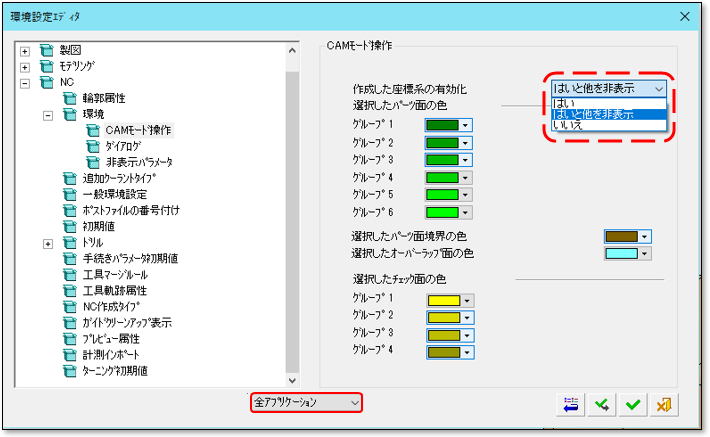 環境設定ｴﾃﾞｨﾀ
製図
ﾓﾃﾞﾘﾝｸﾞ
NC
輪郭属性
環境
CAMﾓｰﾄﾞ操作
ﾀﾞｲｱﾛｸﾞ
非表示ﾊﾟﾗﾒｰﾀ
追加ｸｰﾗﾝﾄﾀｲﾌﾟ
一般環境設定
ﾎﾟｽﾄﾌｧｲﾙの番号付け
初期値
ﾄﾞﾘﾙ
手続きﾊﾟﾗﾒｰﾀ初期値
工具ﾏｰｼﾞﾙｰﾙ
工具軌跡属性
NC作成ﾀｲﾌﾟ
ｶﾞｲﾄﾞｸﾘｰﾝｱｯﾌﾟ表示
ﾌﾟﾚﾋﾞｭｰ属性
計測ｲﾝﾎﾟｰﾄ
ﾀｰﾆﾝｸﾞ初期値
CAMﾓｰﾄﾞ操作
作成した座標系の有効化
はいと他を非表示
はい
はいと他を非表示
いいえ
選択したﾊﾟｰﾂ面の色
ｸﾞﾙｰﾌﾟ 1
ｸﾞﾙｰﾌﾟ 2
ｸﾞﾙｰﾌﾟ 3
ｸﾞﾙｰﾌﾟ 4
ｸﾞﾙｰﾌﾟ 5
ｸﾞﾙｰﾌﾟ 6
選択したﾊﾟｰﾂ面境界の色
選択したｵｰﾊﾞｰﾗｯﾌﾟ面の色
選択したﾁｪｯｸ面の色
ｸﾞﾙｰﾌﾟ 1
ｸﾞﾙｰﾌﾟ 2
ｸﾞﾙｰﾌﾟ 3
ｸﾞﾙｰﾌﾟ 4
全ｱﾌﾟﾘｹｰｼｮﾝ